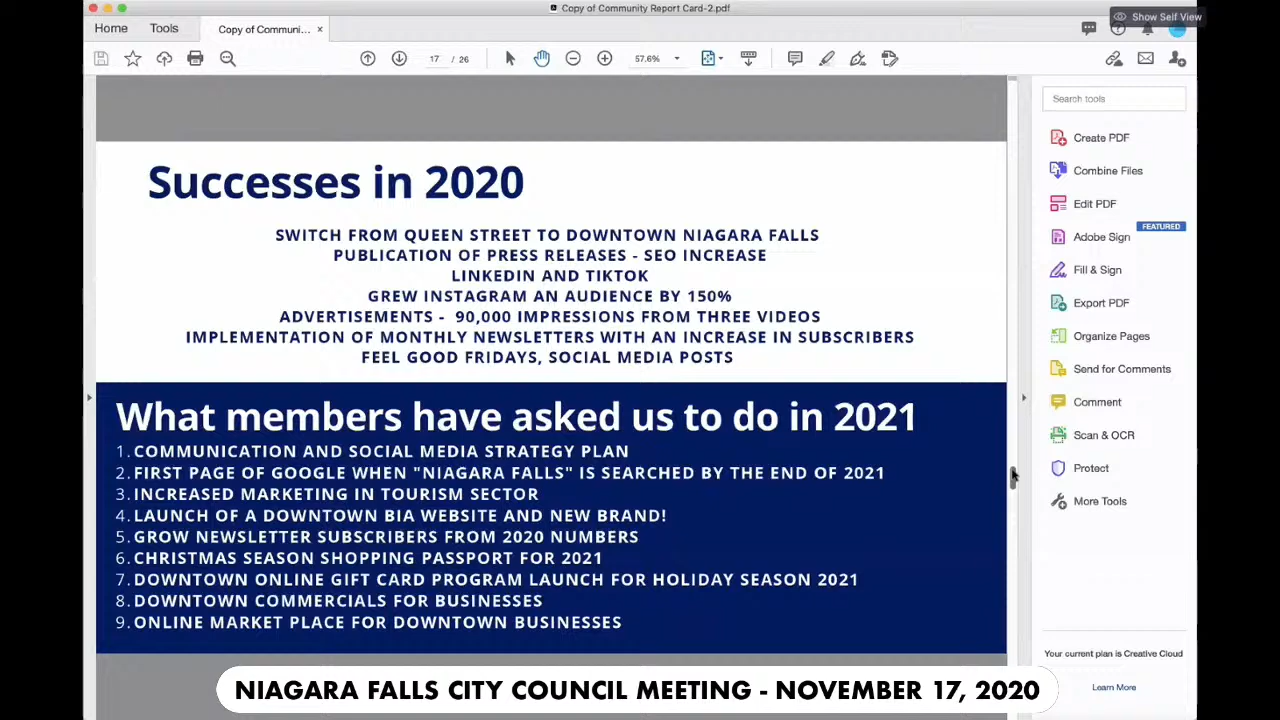 Copy of Community Report Card-2.pdf
Show Self View
Home
Tools
Copy of Communi...
17 / 26
57.6%
Search tools
Create PDF
Combine Files
Edit PDF
FEATURED
Adobe Sign
Fill & Sign
Export PDF
Organize Pages
Send for Comments
Comment
Scan & OCR
Protect
More Tools
Your current plan is Creative Cloud
Learn More
Successes in 2020
SWITCH FROM QUEEN STREET TO DOWNTOWN NIAGARA FALLS
PUBLICATION OF PRESS RELEASES - SEO INCREASE
LINKEDIN AND TIKTOK
GREW INSTAGRAM AN AUDIENCE BY 150%
ADVERTISEMENTS - 90,000 IMPRESSIONS FROM THREE VIDEOS
IMPLEMENTATION OF MONTHLY NEWSLETTERS WITH AN INCREASE IN SUBSCRIBERS
FEEL GOOD FRIDAYS, SOCIAL MEDIA POSTS
What members have asked us to do in 2021
1. COMMUNICATION AND SOCIAL MEDIA STRATEGY PLAN
2. FIRST PAGE OF GOOGLE WHEN "NIAGARA FALLS" IS SEARCHED BY THE END OF 2021
3. INCREASED MARKETING IN TOURISM SECTOR
4. LAUNCH OF A DOWNTOWN BIA WEBSITE AND NEW BRAND!
5. GROW NEWSLETTER SUBSCRIBERS FROM 2020 NUMBERS
6. CHRISTMAS SEASON SHOPPING PASSPORT FOR 2021
7. DOWNTOWN ONLINE GIFT CARD PROGRAM LAUNCH FOR HOLIDAY SEASON 2021
8. DOWNTOWN COMMERCIALS FOR BUSINESSES
9. ONLINE MARKET PLACE FOR DOWNTOWN BUSINESSES
NIAGARA FALLS CITY COUNCIL MEETING - NOVEMBER 17, 2020